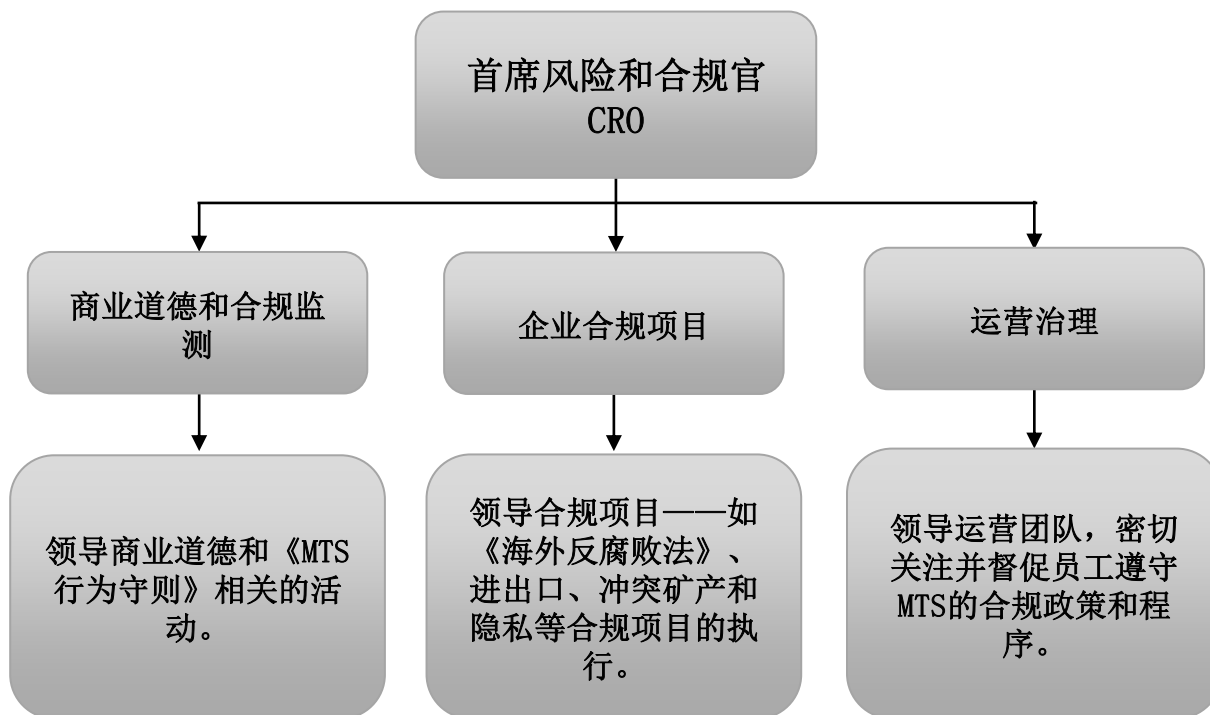 首席风险和合规官
CRO
商业道德和合规监
测
企业合规项目
运营治理
领导商业道德和《MTS
行为守则》相关的活
动。
领导合规项目——如
《海外反腐败法》、
进出口、冲突矿产和
隐私等合规项目的执
行。
领导运营团队，密切
关注并督促员工遵守
MTS的合规政策和程
序。